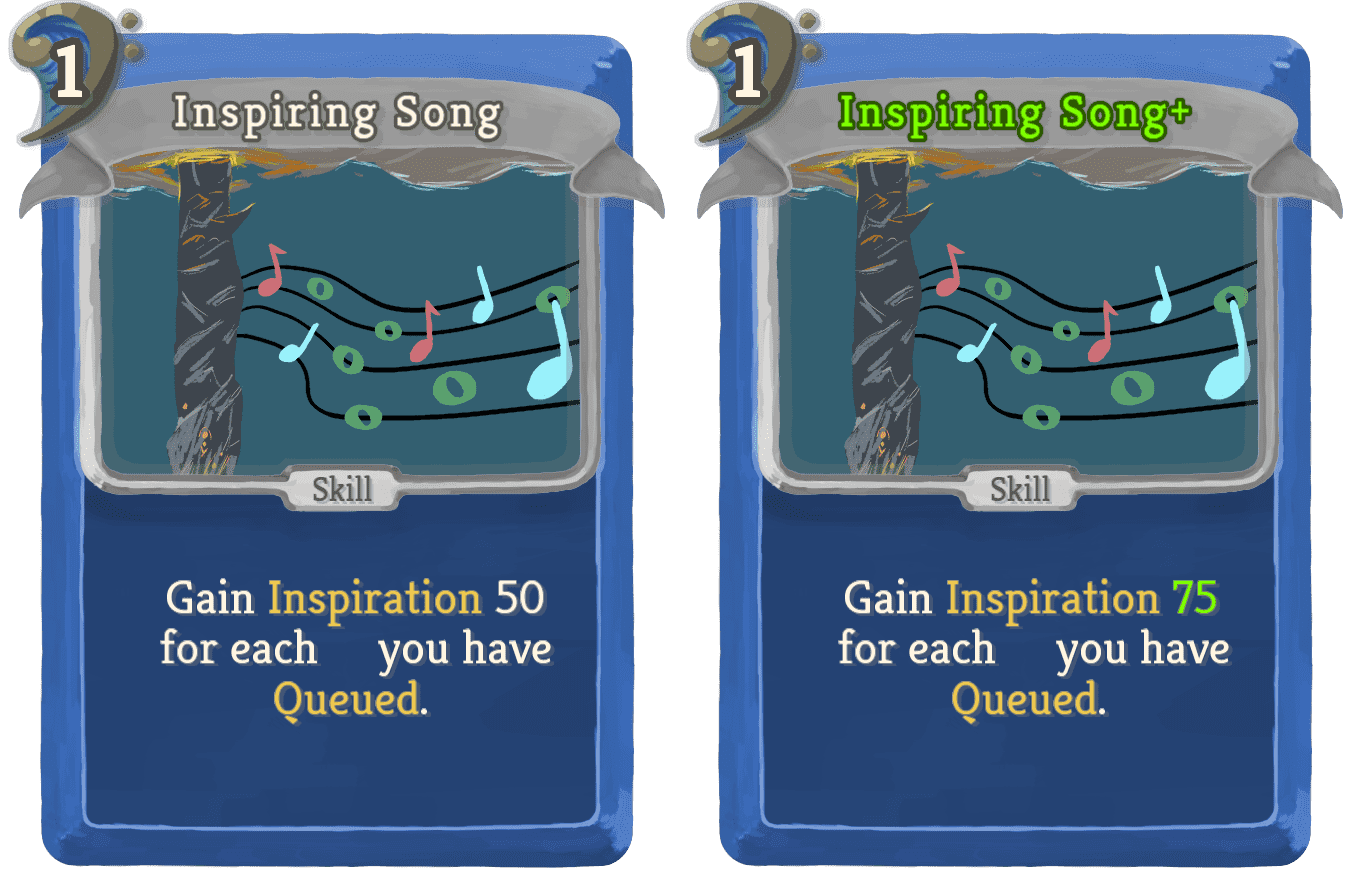 1
Inspiring Song
Skill
Gain Inspiration 50
for each you have
Queued.
1
Inspiring Song+
Skill
Gain Inspiration 75
for each you have
Queued.